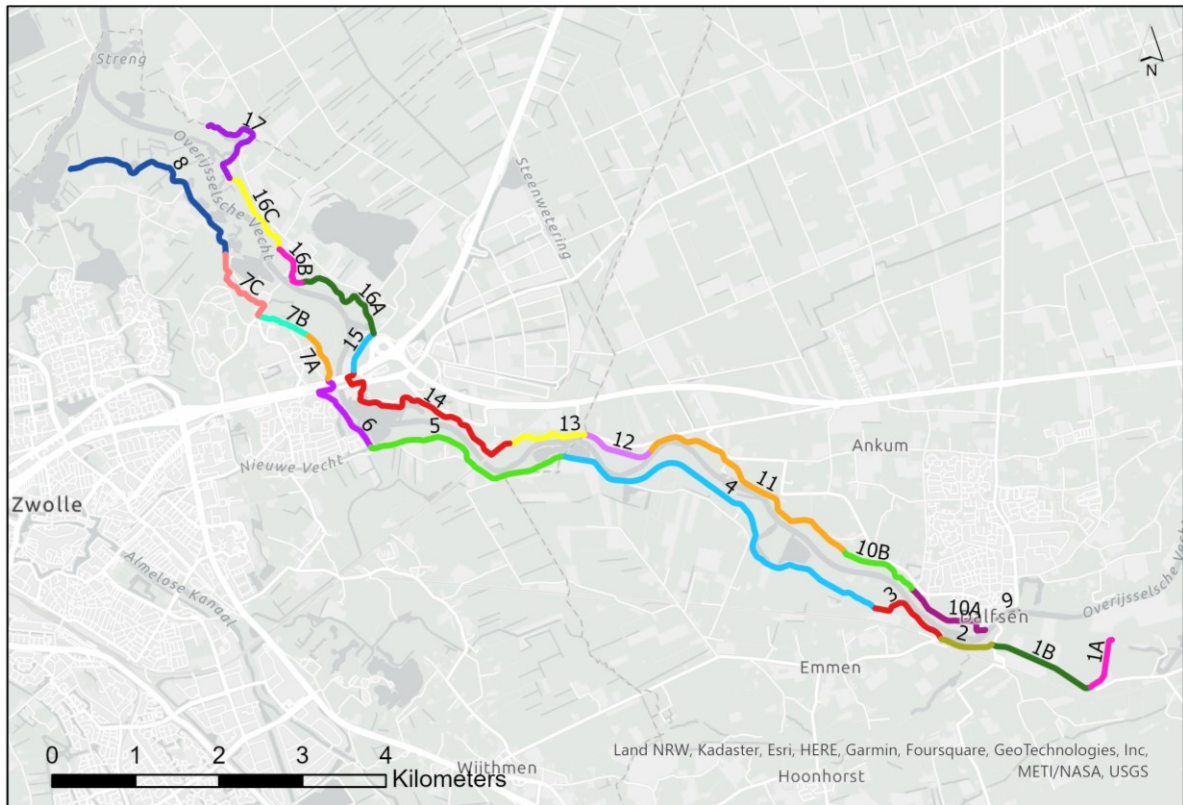 Streng
N
17
Overijsselsche Vecht
8
16C
Steenwetering
16B
7C
16A
7B
15
7A
14
6
5
13
12
Ankum
Nieuwe Vecht
4
11
Zwolle
10B
Almelose Kanaal
3
10A
9
Dalfsen
Overijsselsche Vecht
2
1B
1A
Emmen
0 1 2 3 4
Kilometers
Wijthmen
Land NRW, Kadaster, Esri, HERE, Garmin, Foursquare, GeoTechnologies, Inc,
METI/NASA, USGS
Hoonhorst